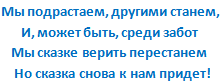 Мы подрастаем, другими станем,
И, может быть, среди забот
Мы сказке верить перестанем
Но сказка снова к нам придет!